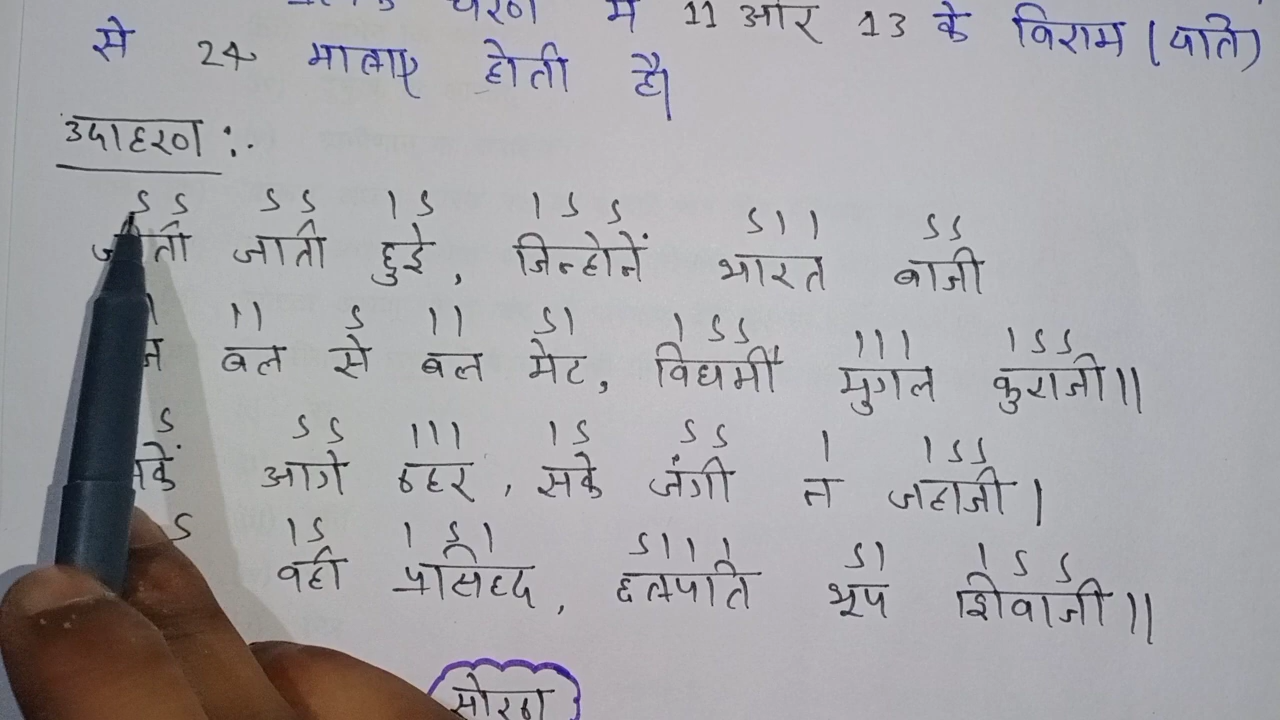 चरण में 11 और 13 के विराम (याति)
से 24 मात्राए होती है।
उदाहरण :-
S S S S I S I S S S I I S S
जाती हुई, जिन्होनें भारत बाजी
I I S I I S I I S S I I I I S S
बल से बल मेट, विधर्मी मुगल कुराजी॥
S S S I I I I S S S I I S S
आगे ठहर, सके जंगी न जहाजी।
S I S I S I S I I I S I I S S
वही प्रसिध्द, छत्रपति भूप शिवाजी॥
सोरठा